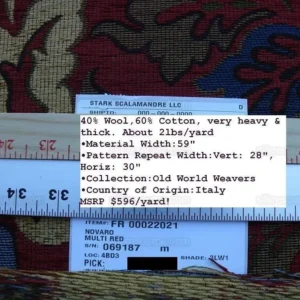 STARK SCALAMANDRE LLC
40% Wool,60% Cotton, very heavy &
thick. About 2lbs/yard
•Material Width:59"
•Pattern Repeat Width:Vert: 28",
Horiz: 30"
•Collection:Old World Weavers
•Country of Origin:Italy
MSRP $596/yard!
ITEM: FR 00022021
NOVARO
MULTI RED
S/N: 069187 m
LOC: 4B03
SHADE: 2LW1
PICK: